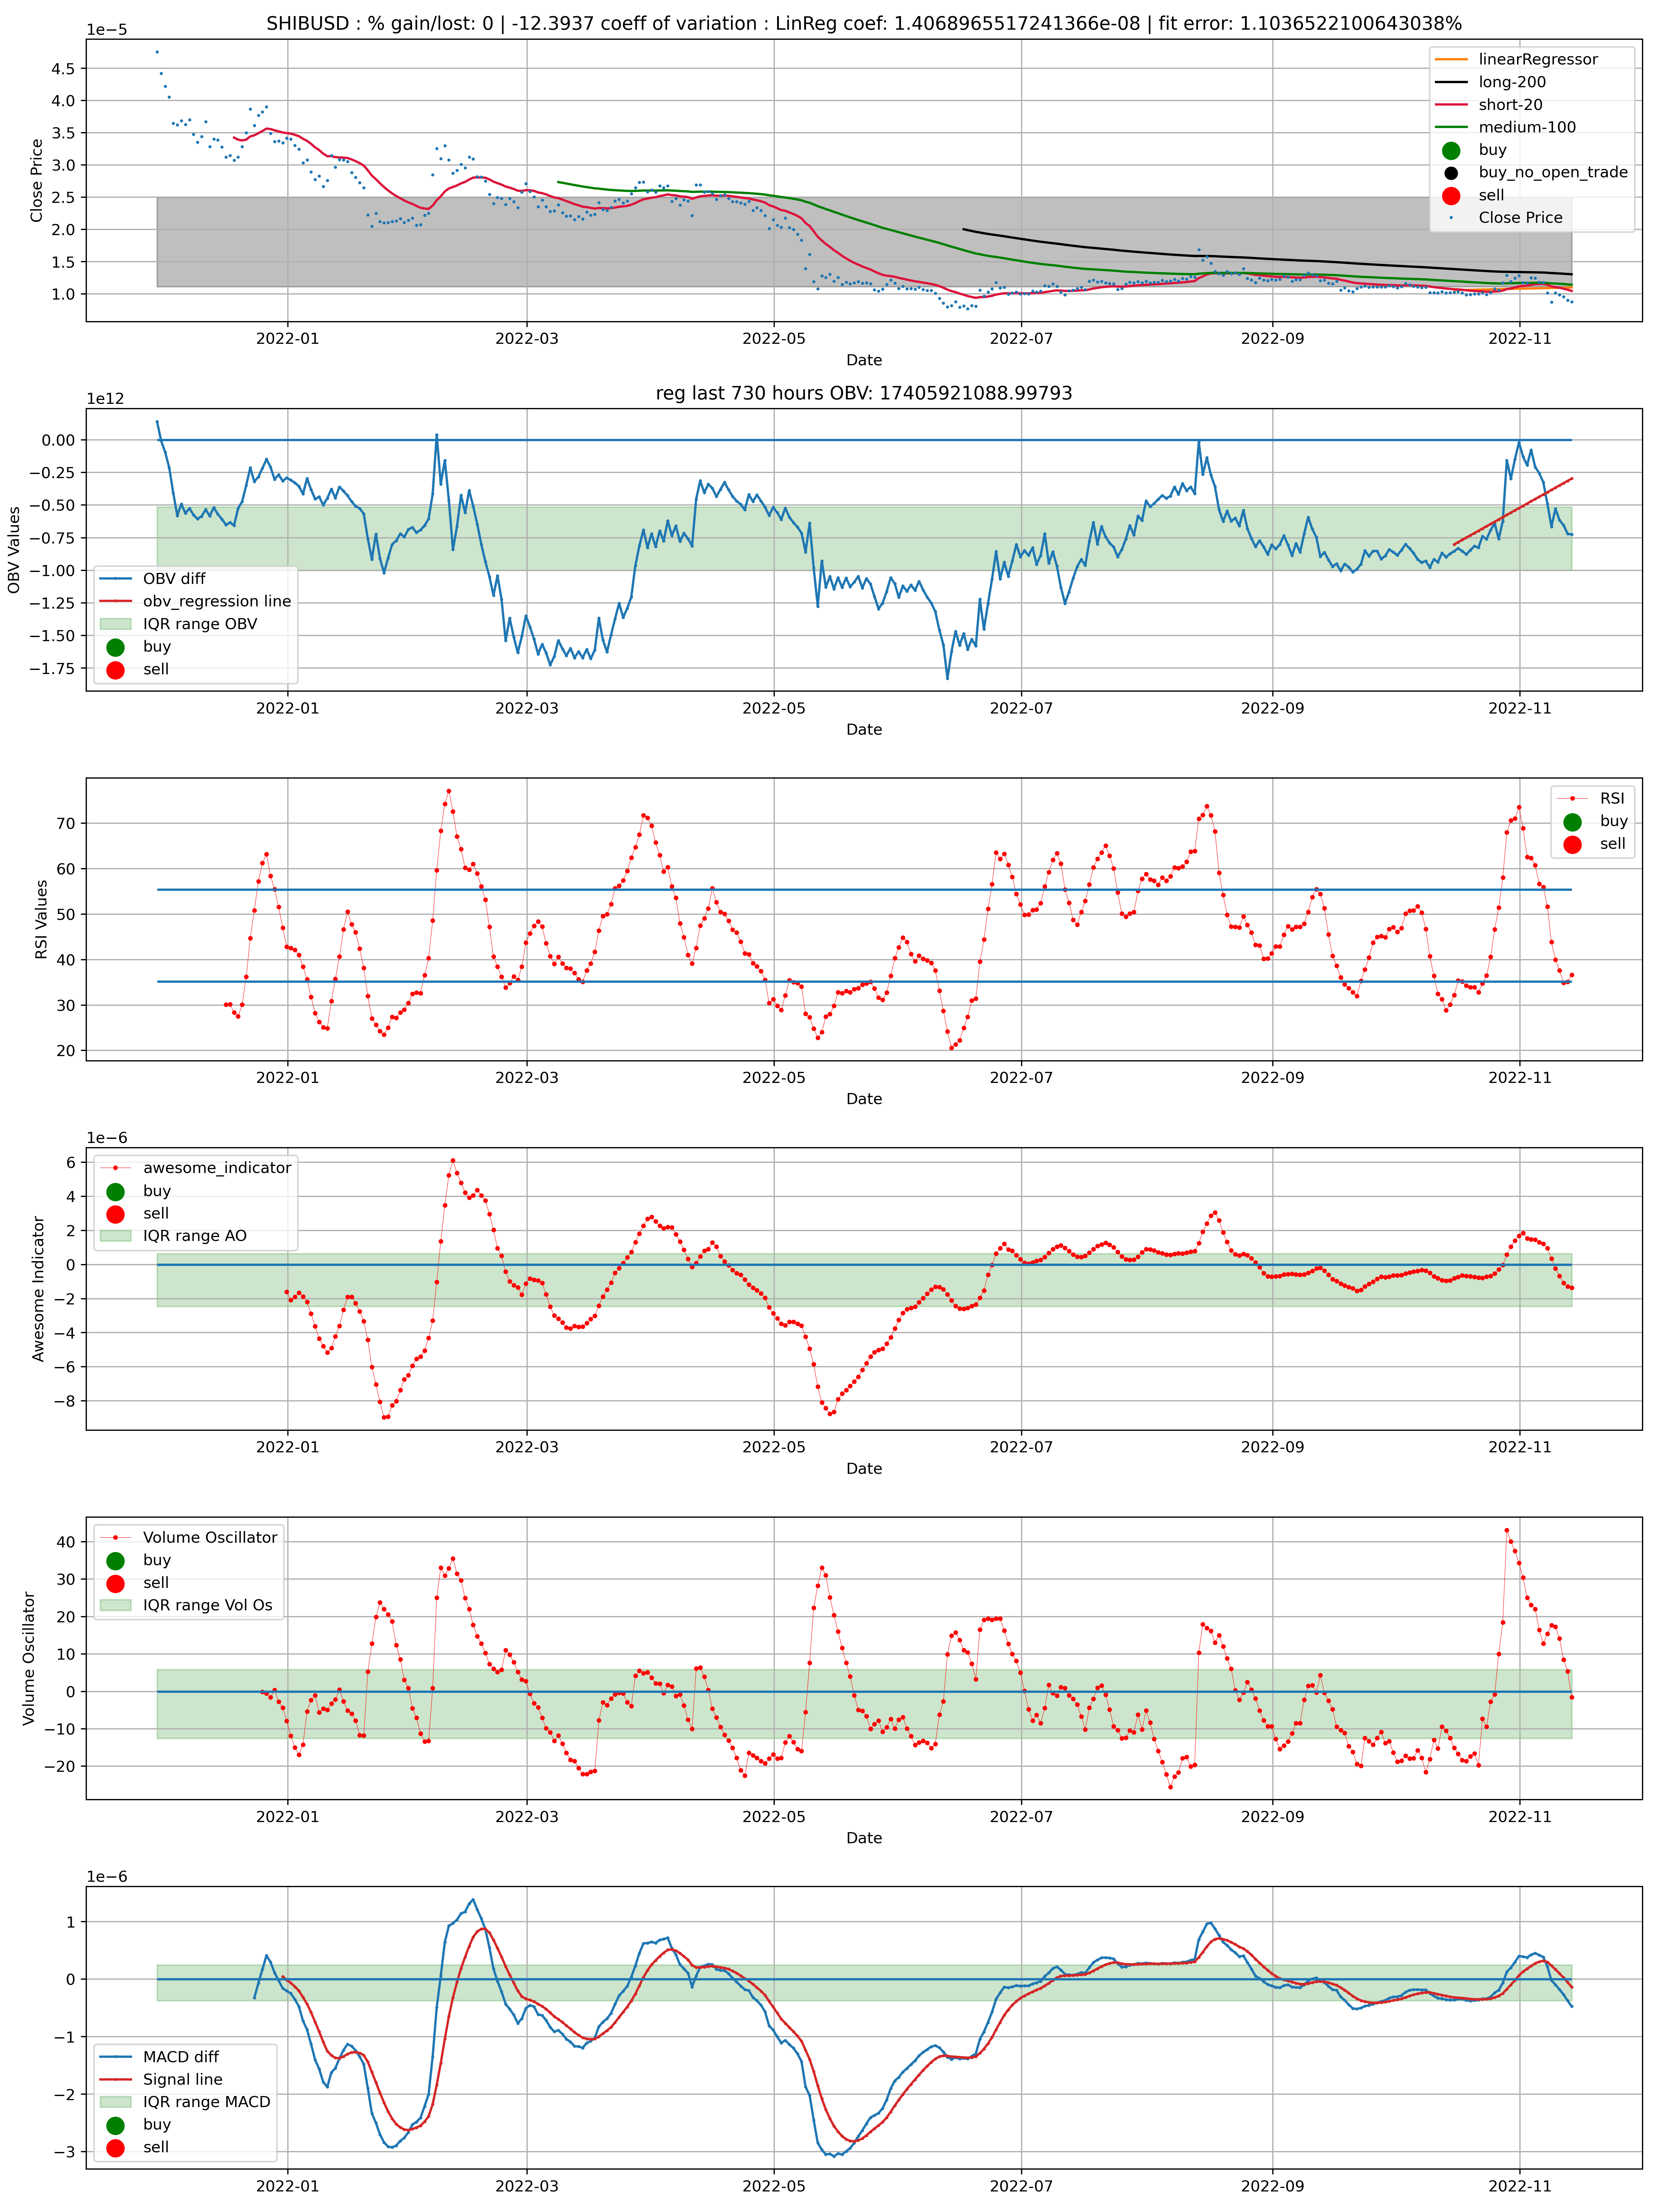 SHIBUSD : % gain/lost: 0 | -12.3937 coeff of variation : LinReg coef: 1.4068965517241366e-08 | fit error: 1.1036522100643038%
1e−5
4.5
4.0
3.5
3.0
2.5
2.0
1.5
1.0
Close Price
linearRegressor
long-200
short-20
medium-100
buy
buy_no_open_trade
sell
Close Price
2022-01 2022-03 2022-05 2022-07 2022-09 2022-11
Date
reg last 730 hours OBV: 17405921088.99793
1e12
0.00
−0.25
−0.50
−0.75
−1.00
−1.25
−1.50
−1.75
OBV Values
OBV diff
obv_regression line
IQR range OBV
buy
sell
2022-01 2022-03 2022-05 2022-07 2022-09 2022-11
Date
70
60
50
40
30
20
RSI Values
RSI
buy
sell
2022-01 2022-03 2022-05 2022-07 2022-09 2022-11
Date
1e−6
6
4
2
0
−2
−4
−6
−8
Awesome Indicator
awesome_indicator
buy
sell
IQR range AO
2022-01 2022-03 2022-05 2022-07 2022-09 2022-11
Date
40
30
20
10
0
−10
−20
Volume Oscillator
Volume Oscillator
buy
sell
IQR range Vol Os
2022-01 2022-03 2022-05 2022-07 2022-09 2022-11
Date
1e−6
1
0
−1
−2
−3
MACD diff
Signal line
IQR range MACD
buy
sell
2022-01 2022-03 2022-05 2022-07 2022-09 2022-11